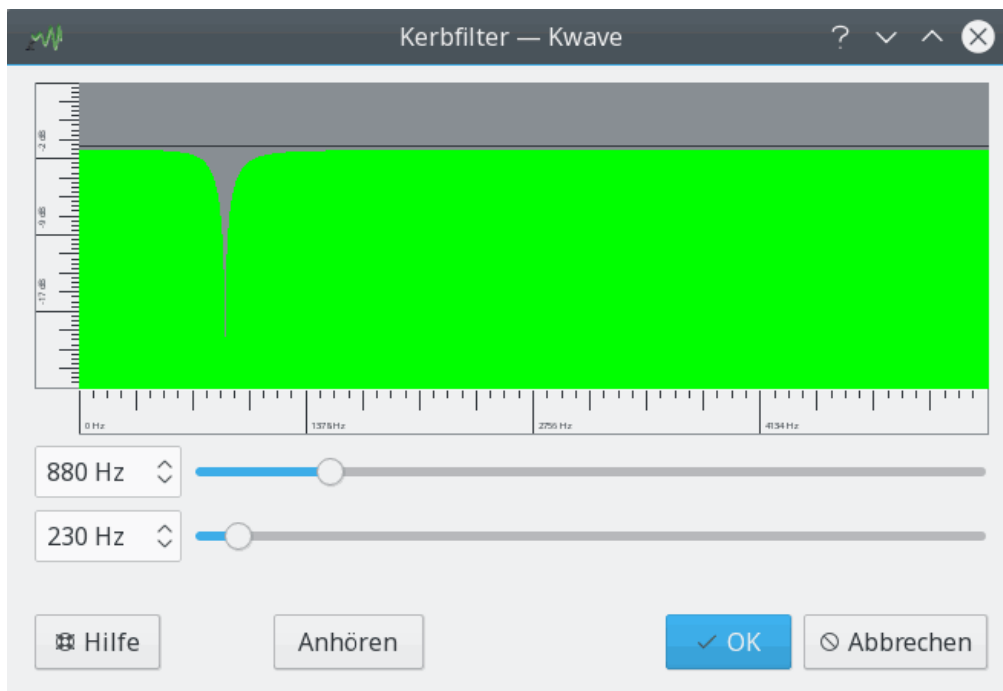 Kerbfilter — Kwave
-2 dB
-9 dB
-17 dB
0 Hz
1378 Hz
2756 Hz
4134 Hz
880 Hz
230 Hz
Hilfe
Anhören
OK
Abbrechen